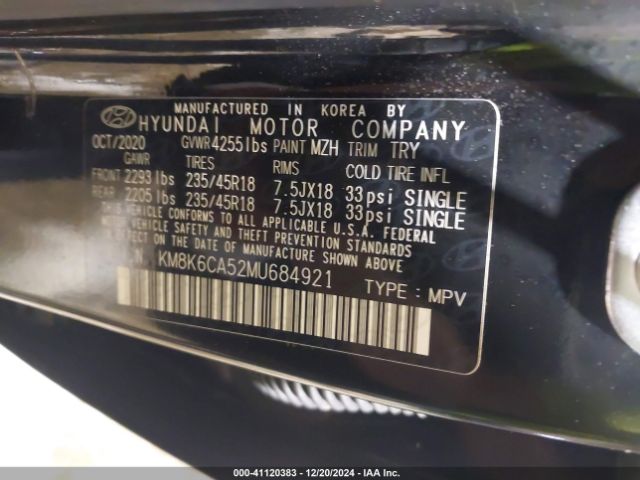 MANUFACTURED IN KOREA BY
HYUNDAI MOTOR COMPANY
OCT/2020 GVWR 4255lbs PAINT MZH TRIM TRY
GAWR TIRES RIMS COLD TIRE INFL
FRONT 2293lbs 235/45R18 7.5JX18 33psi SINGLE
REAR 2205lbs 235/45R18 7.5JX18 33psi SINGLE
THIS VEHICLE CONFORMS TO ALL APPLICABLE U.S.A. FEDERAL
VEHICLE SAFETY AND THEFT PREVENTION STANDARDS
IN EFFECT ON THE DATE OF MANUFACTURE SHOWN ABOVE.
KM8K6CA52MU684921 TYPE : MPV
000-41120383 - 12/20/2024 - IAA Inc.